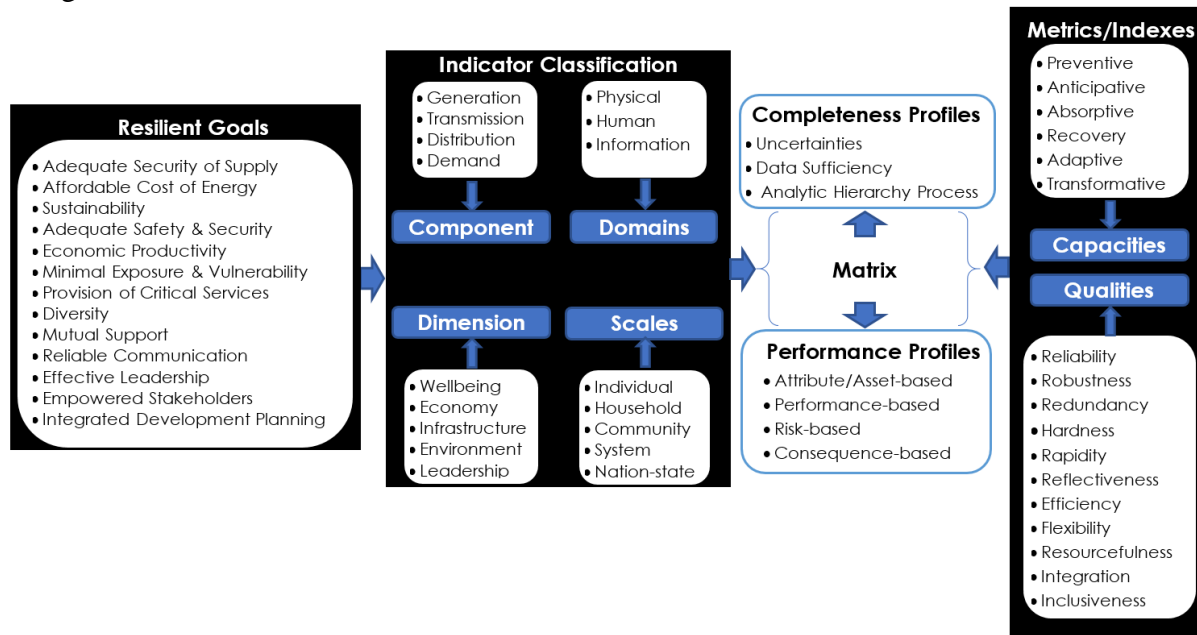 Resilient Goals
• Adequate Security of Supply
• Affordable Cost of Energy
• Sustainability
• Adequate Safety & Security
• Economic Productivity
• Minimal Exposure & Vulnerability
• Provision of Critical Services
• Diversity
• Mutual Support
• Reliable Communication
• Effective Leadership
• Empowered Stakeholders
• Integrated Development Planning
Indicator Classification
• Generation
• Transmission
• Distribution
• Demand
Component
• Physical
• Human
• Information
Domains
Dimension
• Wellbeing
• Economy
• Infrastructure
• Environment
• Leadership
Scales
• Individual
• Household
• Community
• System
• Nation-state
Completeness Profiles
• Uncertainties
• Data Sufficiency
• Analytic Hierarchy Process
Matrix
Performance Profiles
• Attribute/Asset-based
• Performance-based
• Risk-based
• Consequence-based
Metrics/Indexes
• Preventive
• Anticipative
• Absorptive
• Recovery
• Adaptive
• Transformative
Capacities
Qualities
• Reliability
• Robustness
• Redundancy
• Hardness
• Rapidity
• Reflectiveness
• Efficiency
• Flexibility
• Resourcefulness
• Integration
• Inclusiveness